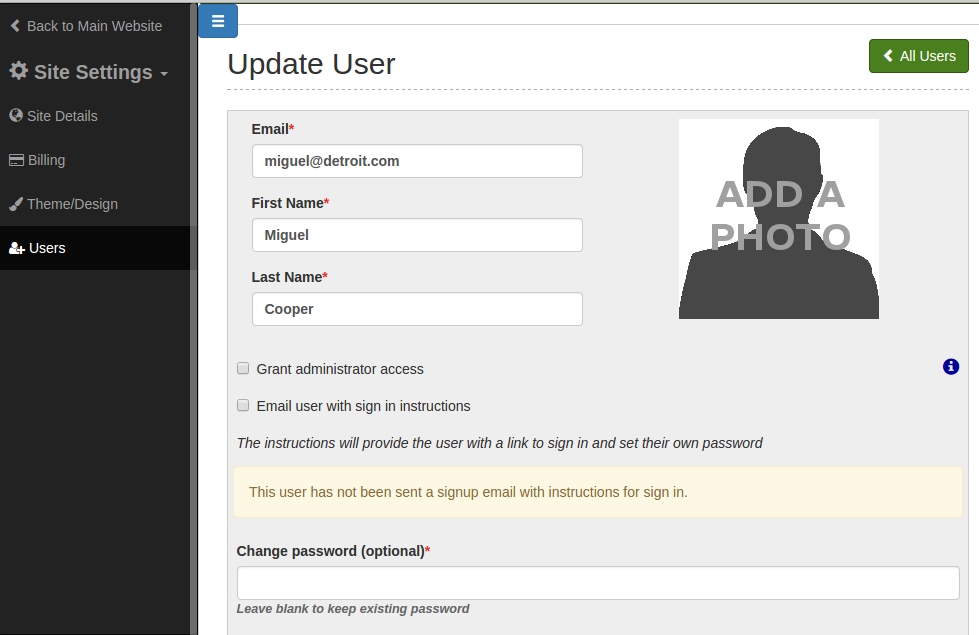 Back to Main Website
Site Settings
Site Details
Billing
Theme/Design
Users
Update User
All Users
Email*
miguel@detroit.com
First Name*
Miguel
Last Name*
Cooper
ADD A
PHOTO
Grant administrator access
Email user with sign in instructions
The instructions will provide the user with a link to sign in and set their own password
This user has not been sent a signup email with instructions for sign in.
Change password (optional)*
Leave blank to keep existing password